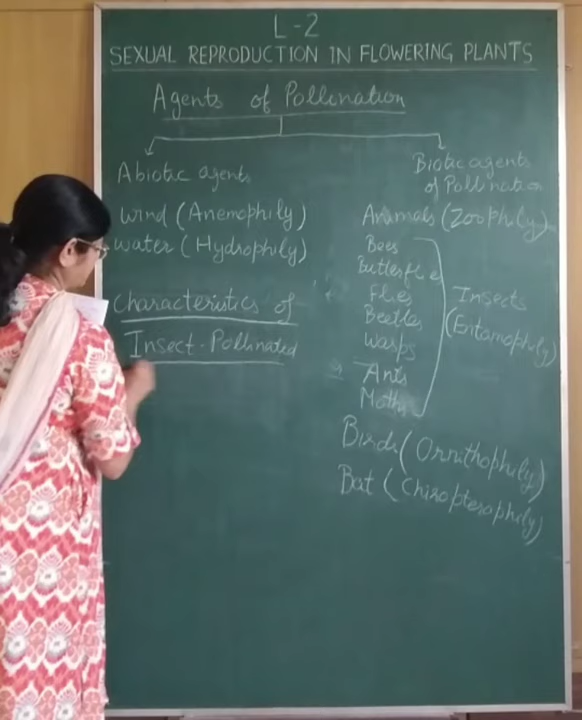 L-2
SEXUAL REPRODUCTION IN FLOWERING PLANTS
Agents of Pollination
Abiotic agents
wind (Anemophily)
water (Hydrophily)
Characteristics of
Insect-Pollinated
Biotic agents
of Pollination
Animals (Zoophily)
Bees
Butterflie
Flies
Beetles
Wasps
Ants
Moths
Insects
(Entamophily)
Birds (Ornithophily)
Bat (Chiropterophily)